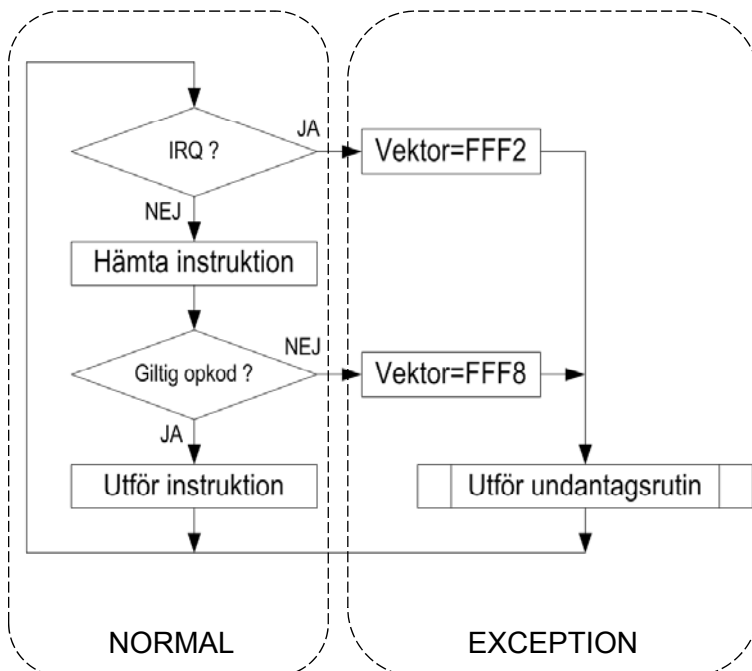 IRQ ?
JA
Vektor=FFF2
NEJ
Hämta instruktion
Giltig opkod ?
NEJ
Vektor=FFF8
JA
Utför instruktion
Utför undantagsrutin
NORMAL
EXCEPTION